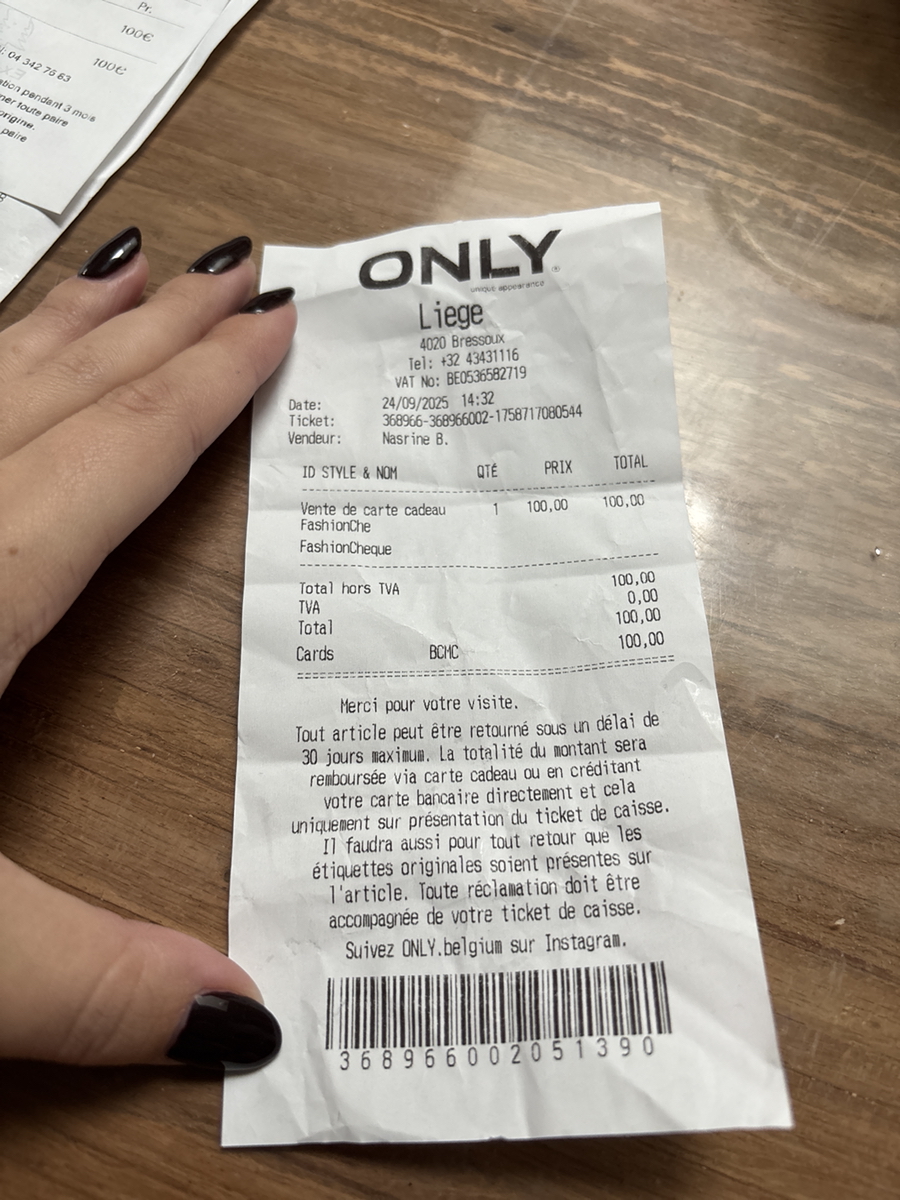 Pr.
100€
100€
: 04 342 76 63
ation pendant 3 mois
ner toute paire
origine.
paire
ONLY®
unique appearance
Liege
4020 Bressoux
Tel: +32 43431116
VAT No: BE0536582719
Date: 24/09/2025 14:32
Ticket: 368966-368966002-1758717080544
Vendeur: Nasrine B.
ID STYLE & NOM QTÉ PRIX TOTAL
Vente de carte cadeau 1 100,00 100,00
FashionChe
FashionCheque
Total hors TVA 100,00
TVA 0,00
Total 100,00
Cards BCMC 100,00
Merci pour votre visite.
Tout article peut être retourné sous un délai de
30 jours maximum. La totalité du montant sera
remboursée via carte cadeau ou en créditant
votre carte bancaire directement et cela
uniquement sur présentation du ticket de caisse.
Il faudra aussi pour tout retour que les
étiquettes originales soient présentes sur
l'article. Toute réclamation doit être
accompagnée de votre ticket de caisse.
Suivez ONLY.belgium sur Instagram.
368966002051390